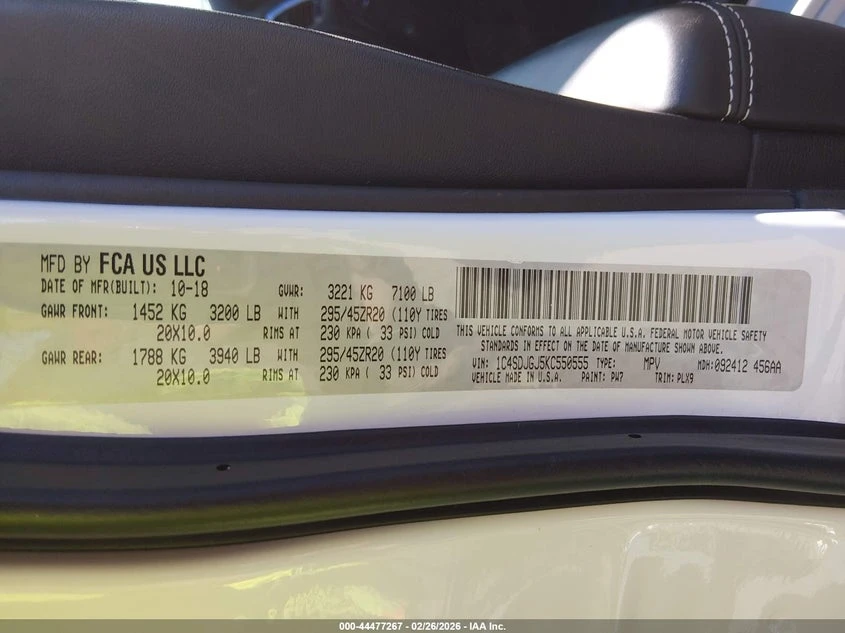 MFD BY FCA US LLC
DATE OF MFR(BUILT): 10-18 GVWR: 3221 KG 7100 LB
GAWR FRONT: 1452 KG 3200 LB WITH 295/45ZR20 (110Y TIRES
20X10.0 RIMS AT 230 KPA ( 33 PSI) COLD
GAWR REAR: 1788 KG 3940 LB WITH 295/45ZR20 (110Y TIRES
20X10.0 RIMS AT 230 KPA ( 33 PSI) COLD
THIS VEHICLE CONFORMS TO ALL APPLICABLE U.S.A. FEDERAL MOTOR VEHICLE SAFETY
STANDARDS IN EFFECT ON THE DATE OF MANUFACTURE SHOWN ABOVE.
VIN: 1C4SDJGJ5KC550555 TYPE: MPV MDH:092412 456AA
VEHICLE MADE IN U.S.A. PAINT: PW7 TRIM: PLX9
000-44477267 | 02/26/2026 | IAA Inc.